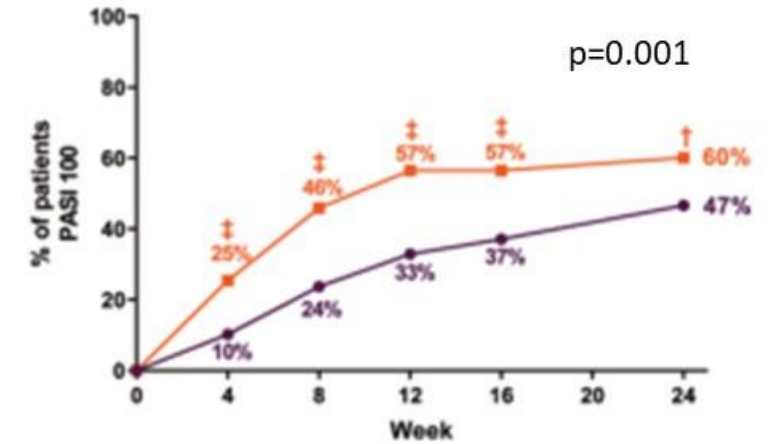 100
p=0.001
80
‡ ‡ †
‡ 57% 57% 60%
60
46%
‡
25%
47%
40
37%
33%
24%
20
10%
0
0 4 8 12 16 20 24
Week
% of patients
PASI 100